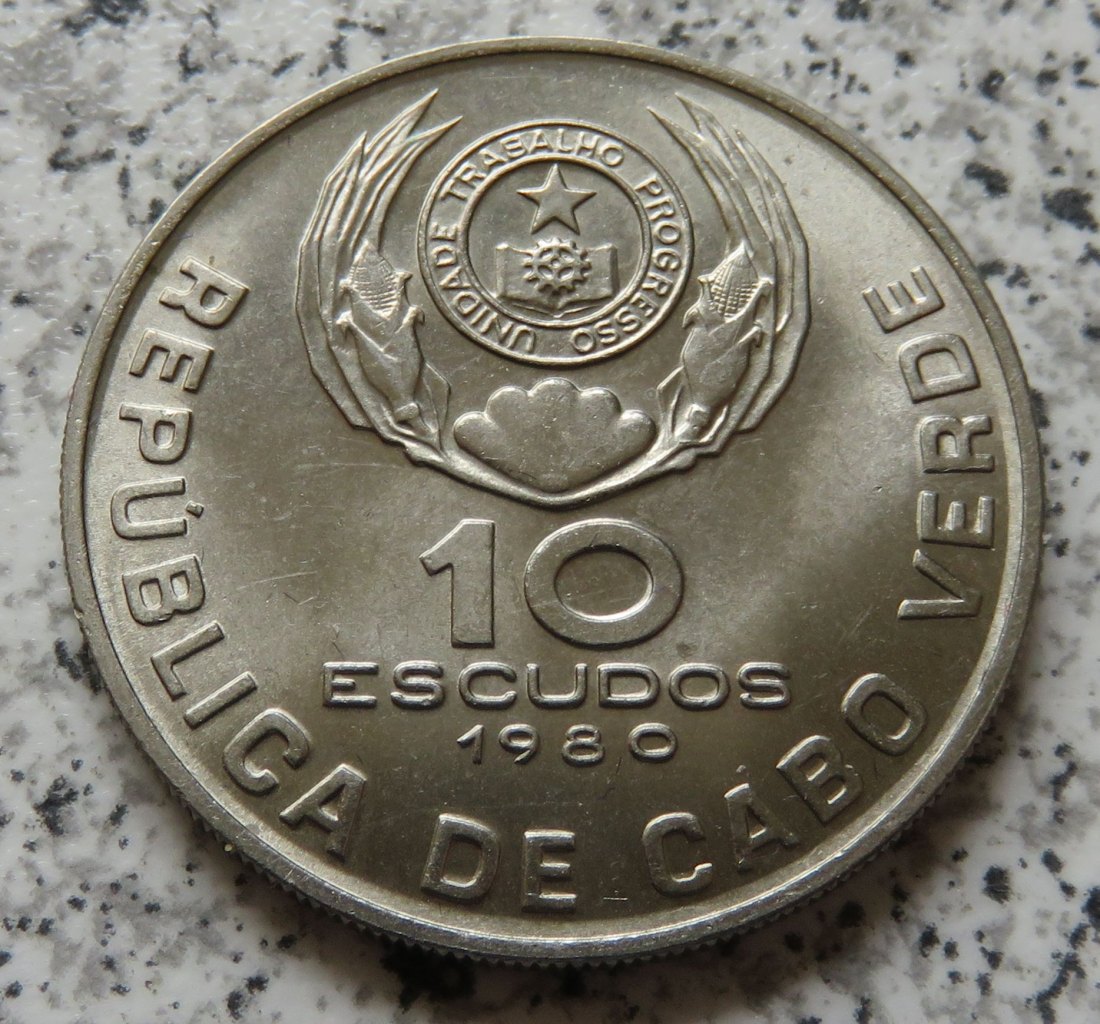 UNIDADE TRABALHO PROGRESSO
10
ESCUDOS
1980
REPÚBLICA DE CABO VERDE